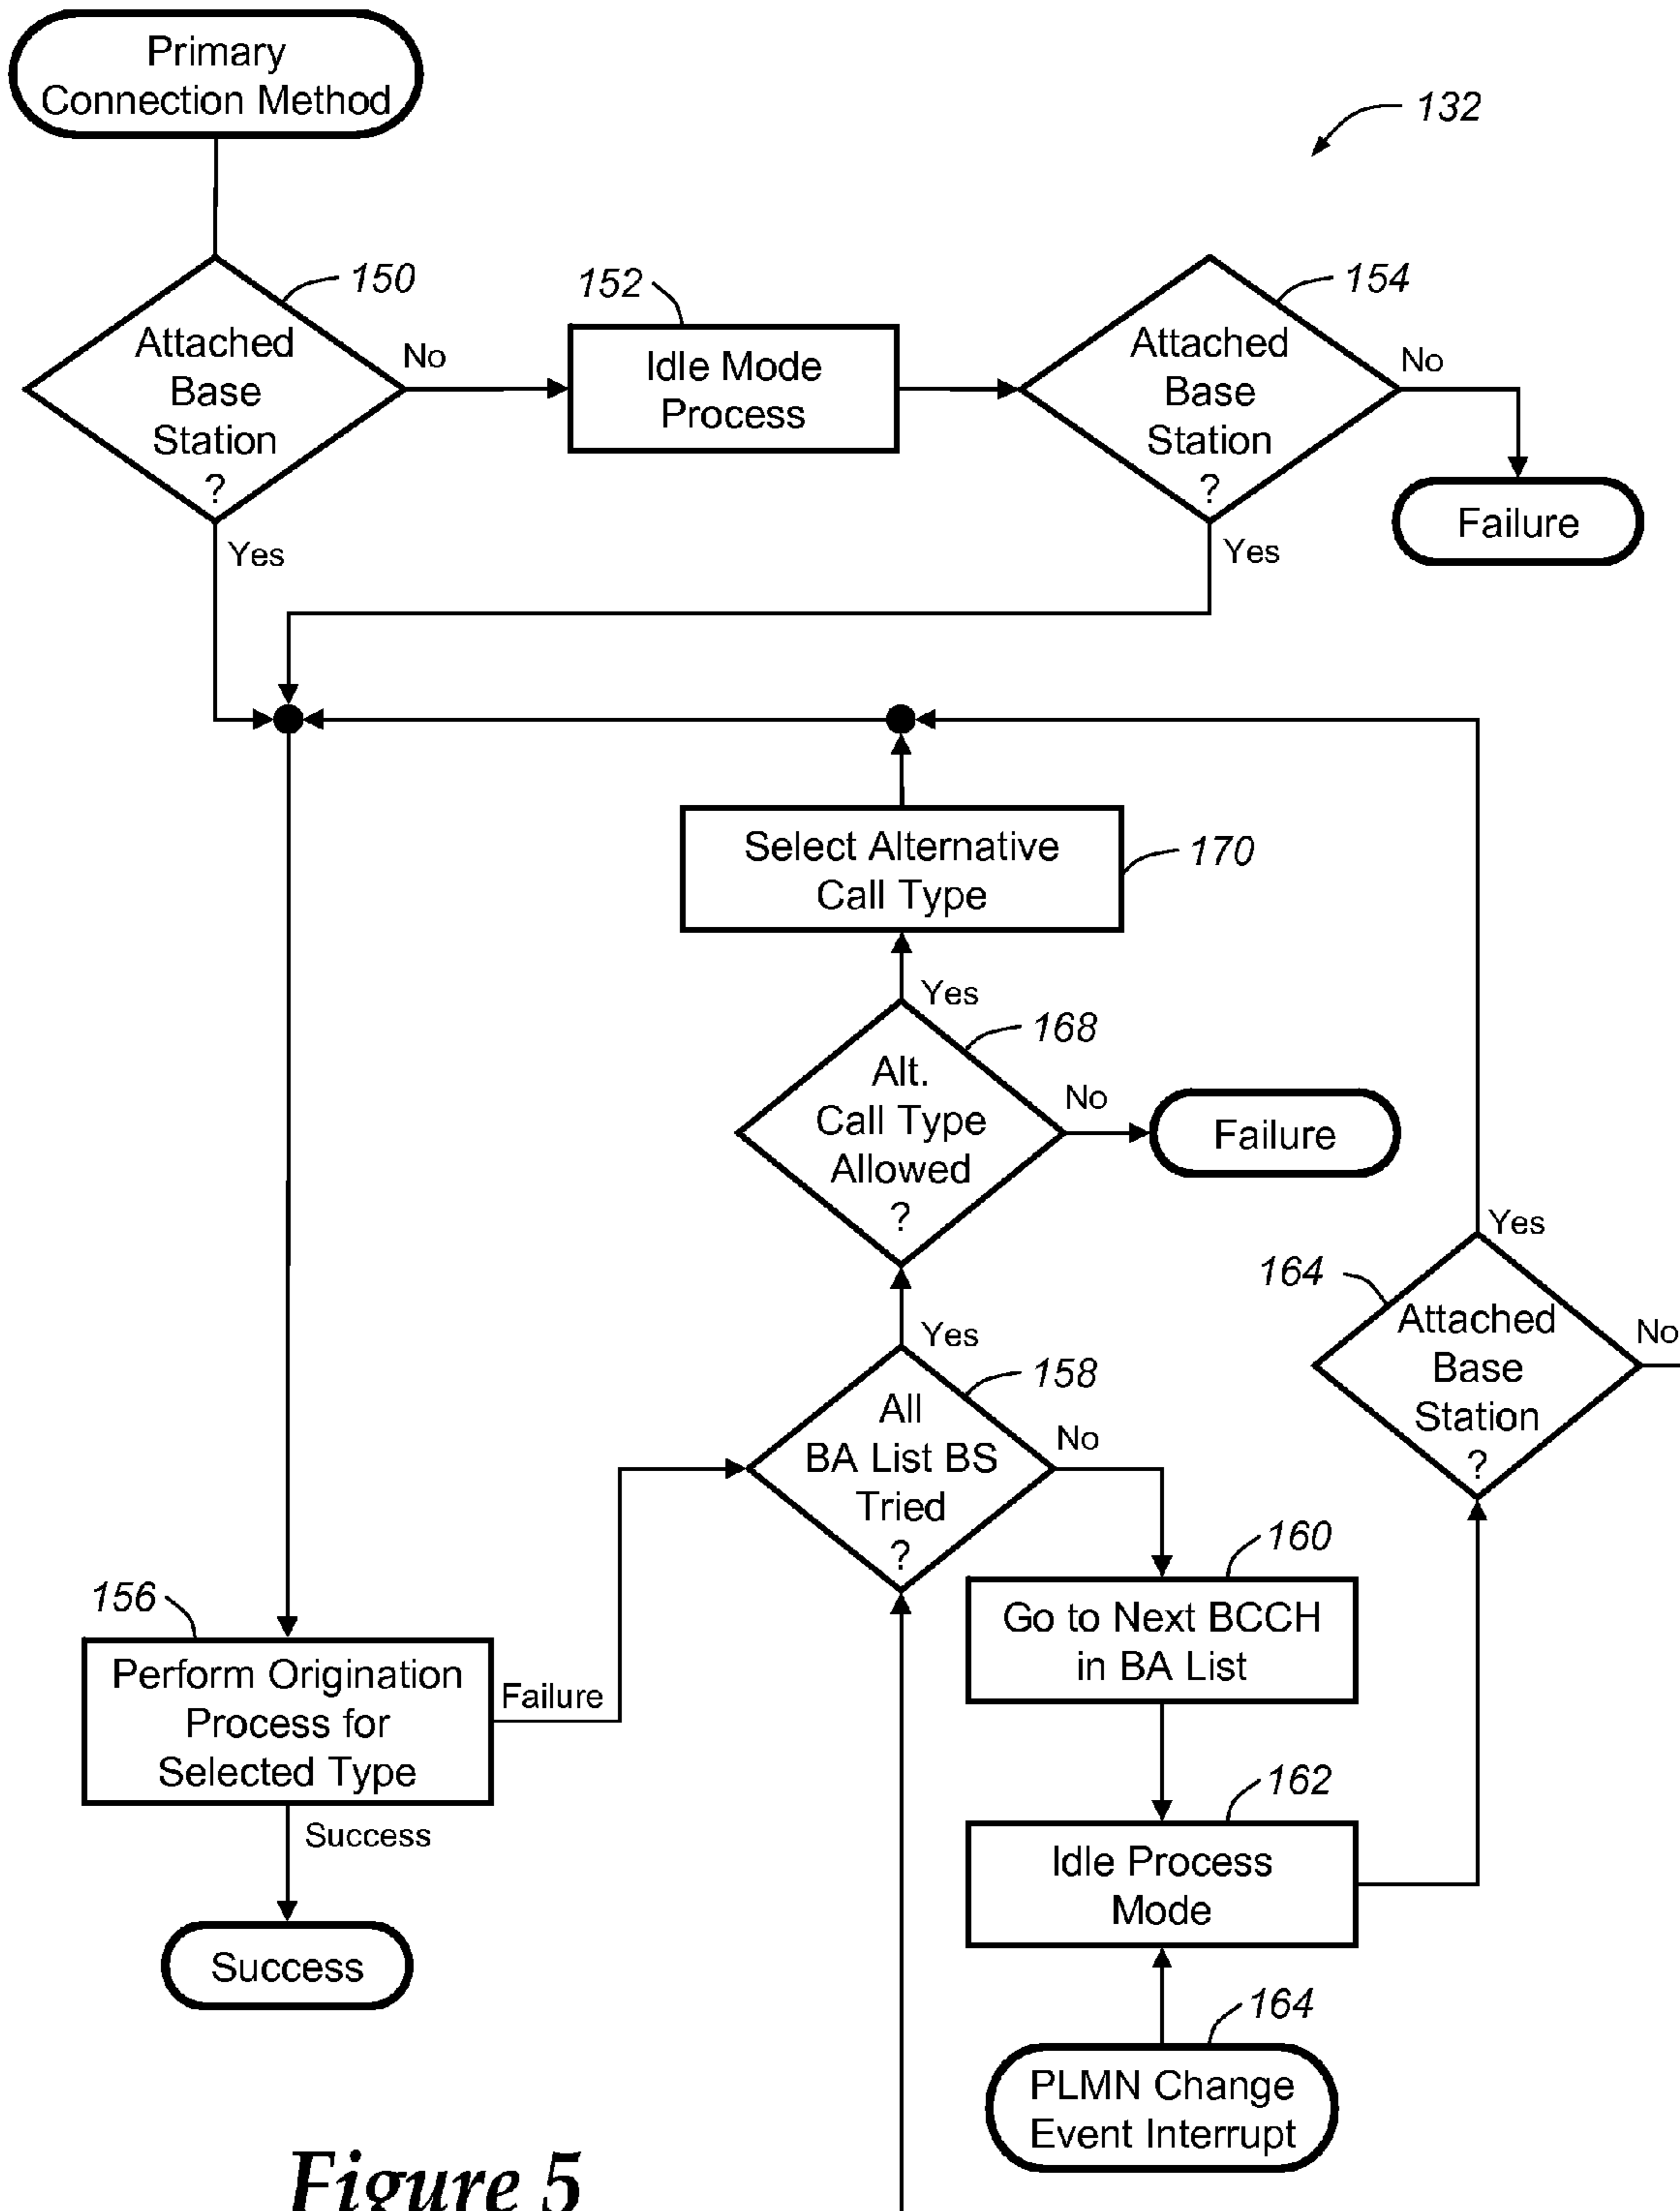 Primary
Connection Method
132
150
Attached
Base
Station
?
No
Yes
152
Idle Mode
Process
154
Attached
Base
Station
?
No
Yes
Failure
Select Alternative
Call Type
170
Yes
168
Alt.
Call Type
Allowed
?
No
Failure
Yes
164
Attached
Base
Station
?
No
Yes
158
All
BA List BS
Tried
?
No
160
Go to Next BCCH
in BA List
156
Perform Origination
Process for
Selected Type
Failure
Success
Success
162
Idle Process
Mode
164
PLMN Change
Event Interrupt
Figure 5